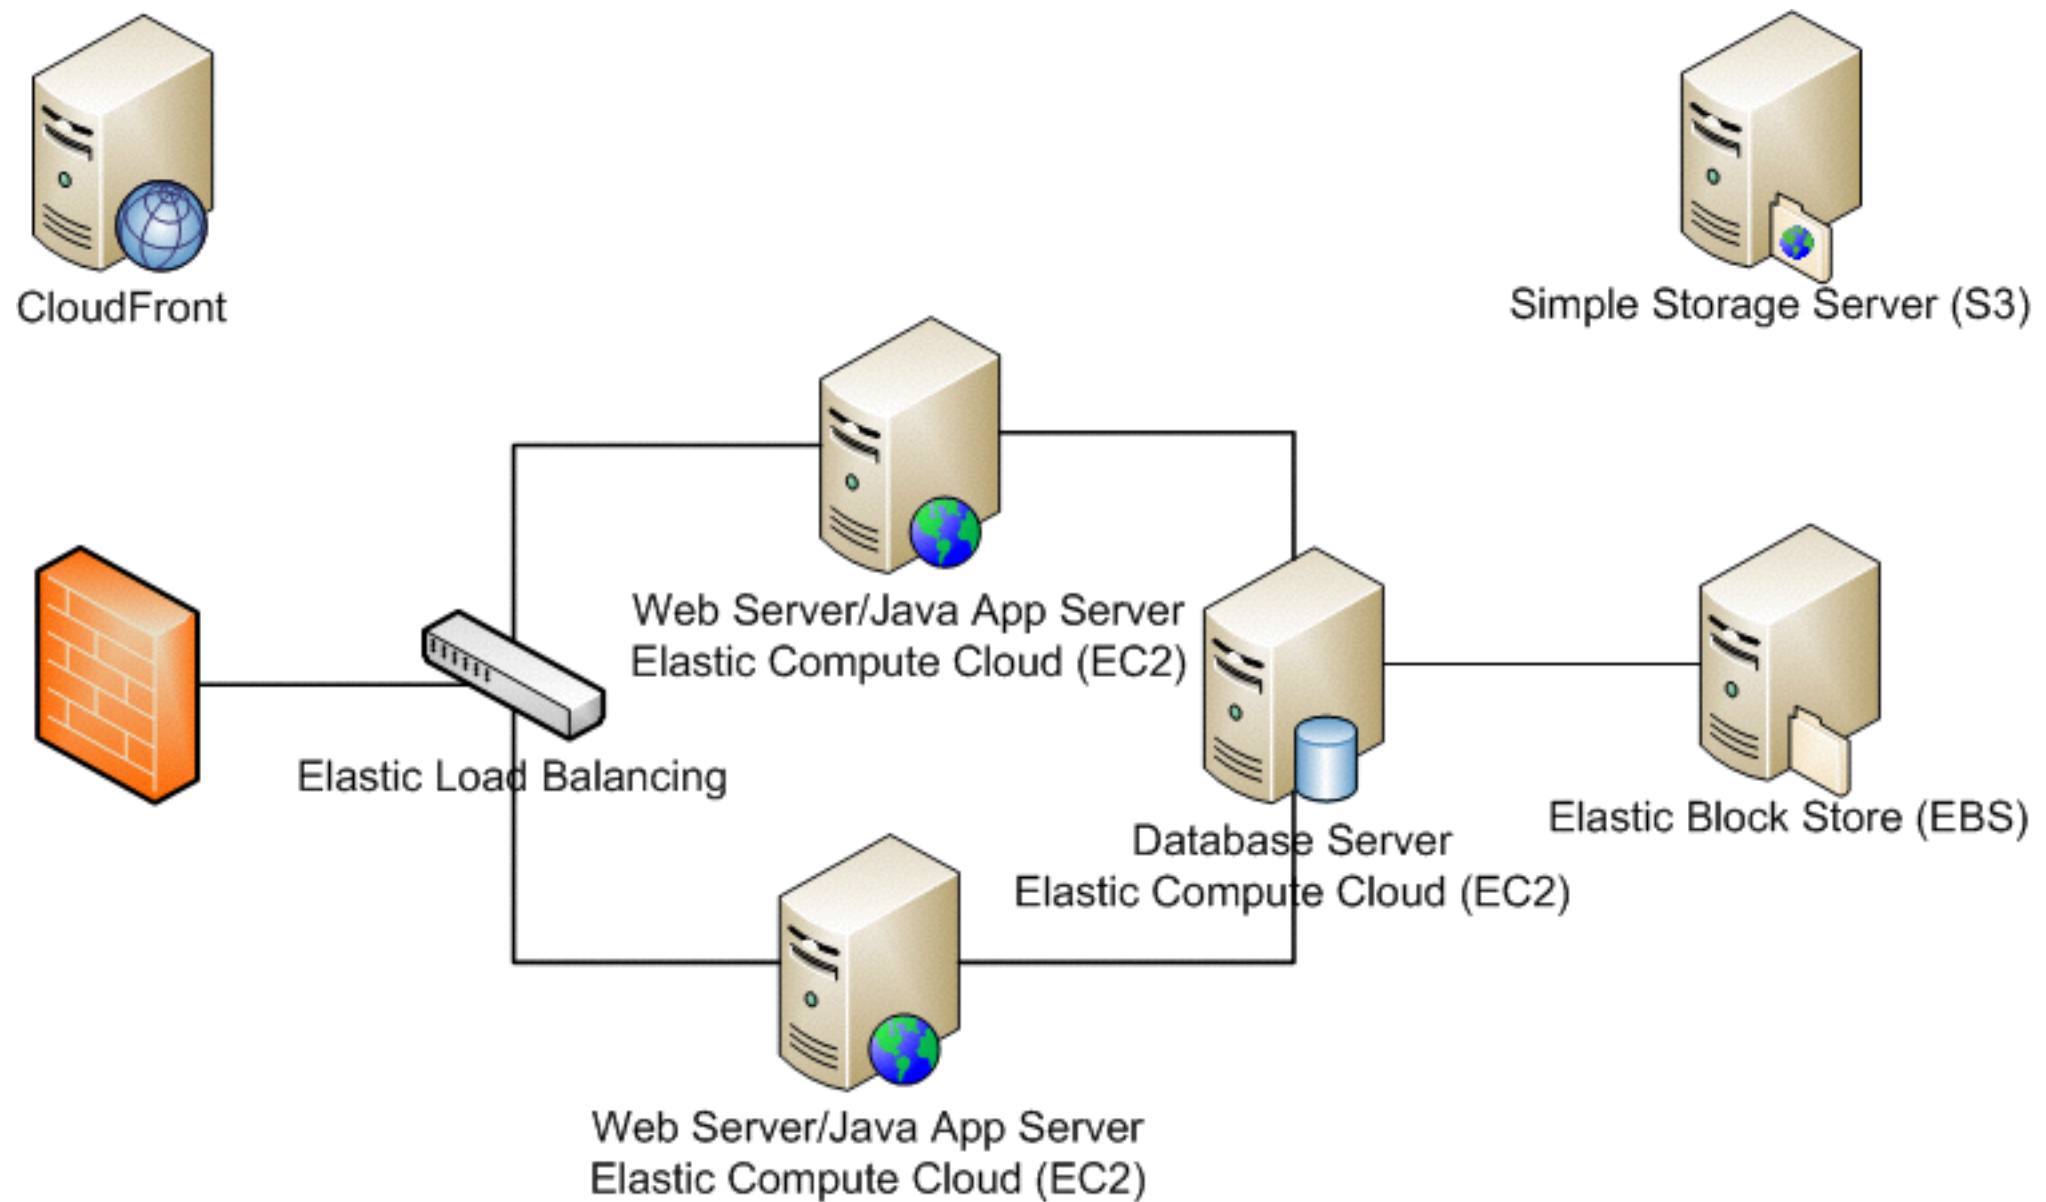 CloudFront
Simple Storage Server (S3)
Web Server/Java App Server
Elastic Compute Cloud (EC2)
Elastic Load Balancing
Database Server
Elastic Compute Cloud (EC2)
Elastic Block Store (EBS)
Web Server/Java App Server
Elastic Compute Cloud (EC2)